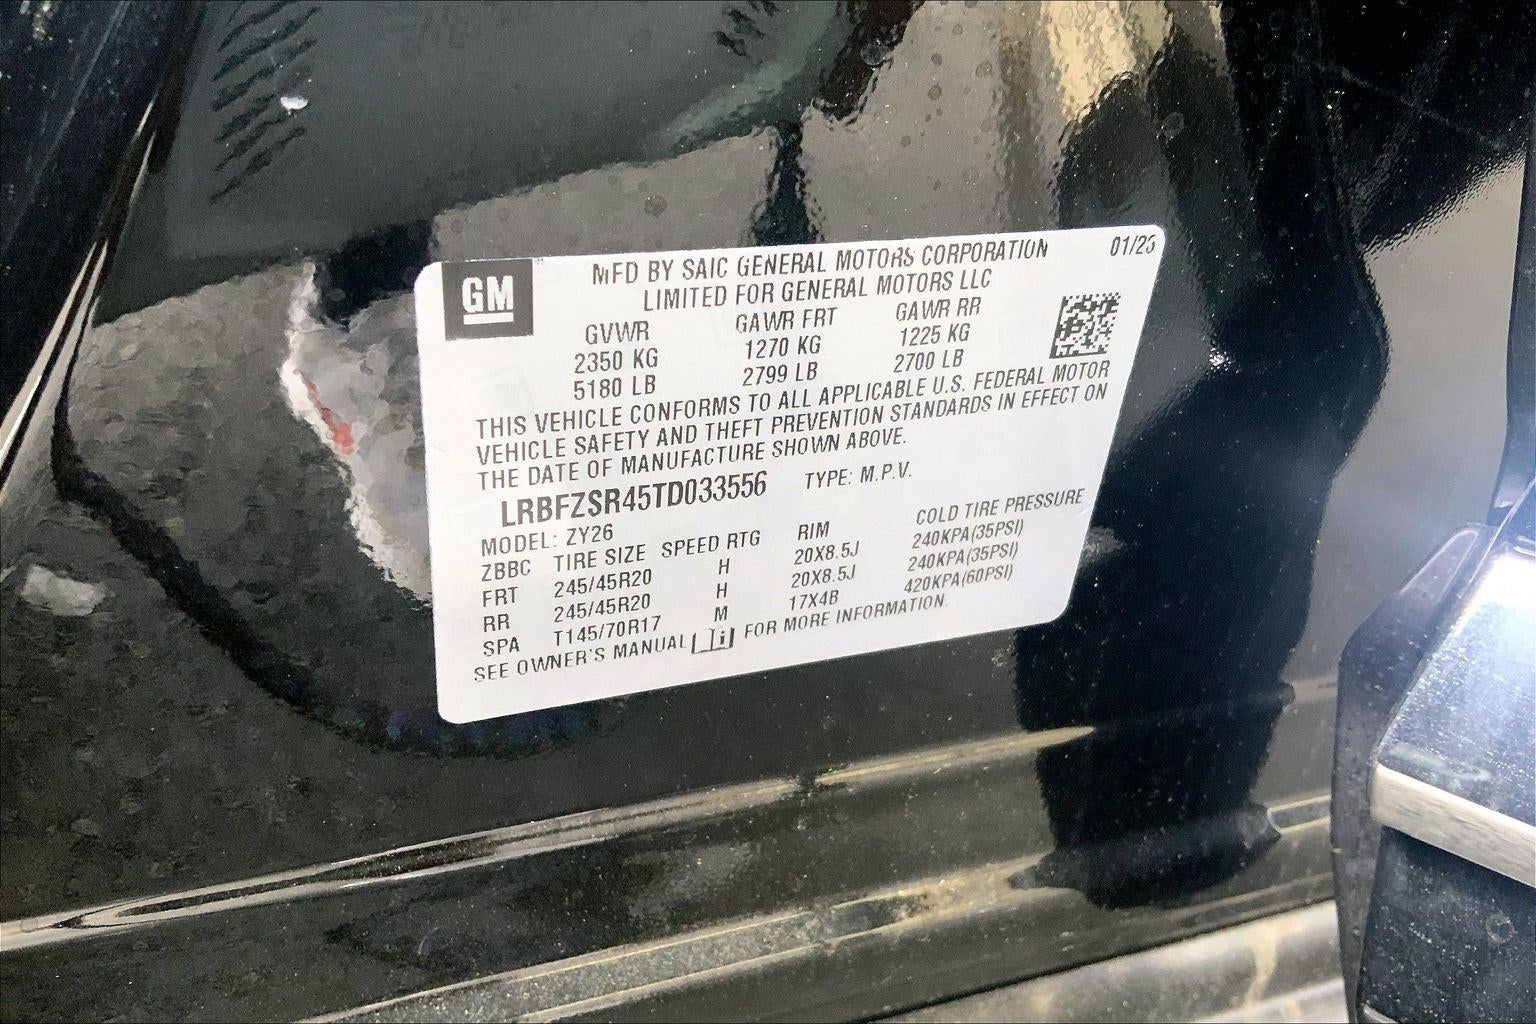 GM
MFD BY SAIC GENERAL MOTORS CORPORATION
LIMITED FOR GENERAL MOTORS LLC
GVWR GAWR FRT GAWR RR
2350 KG 1270 KG 1225 KG
5180 LB 2799 LB 2700 LB
THIS VEHICLE CONFORMS TO ALL APPLICABLE U.S. FEDERAL MOTOR
VEHICLE SAFETY AND THEFT PREVENTION STANDARDS IN EFFECT ON
THE DATE OF MANUFACTURE SHOWN ABOVE.
LRBFZSR45TD033556 TYPE: M.P.V.
MODEL: ZY26
ZBBC TIRE SIZE SPEED RTG RIM COLD TIRE PRESSURE
FRT 245/45R20 H 20X8.5J 240KPA(35PSI)
RR 245/45R20 H 20X8.5J 240KPA(35PSI)
SPA T145/70R17 M 17X4B 420KPA(60PSI)
SEE OWNER'S MANUAL i FOR MORE INFORMATION.